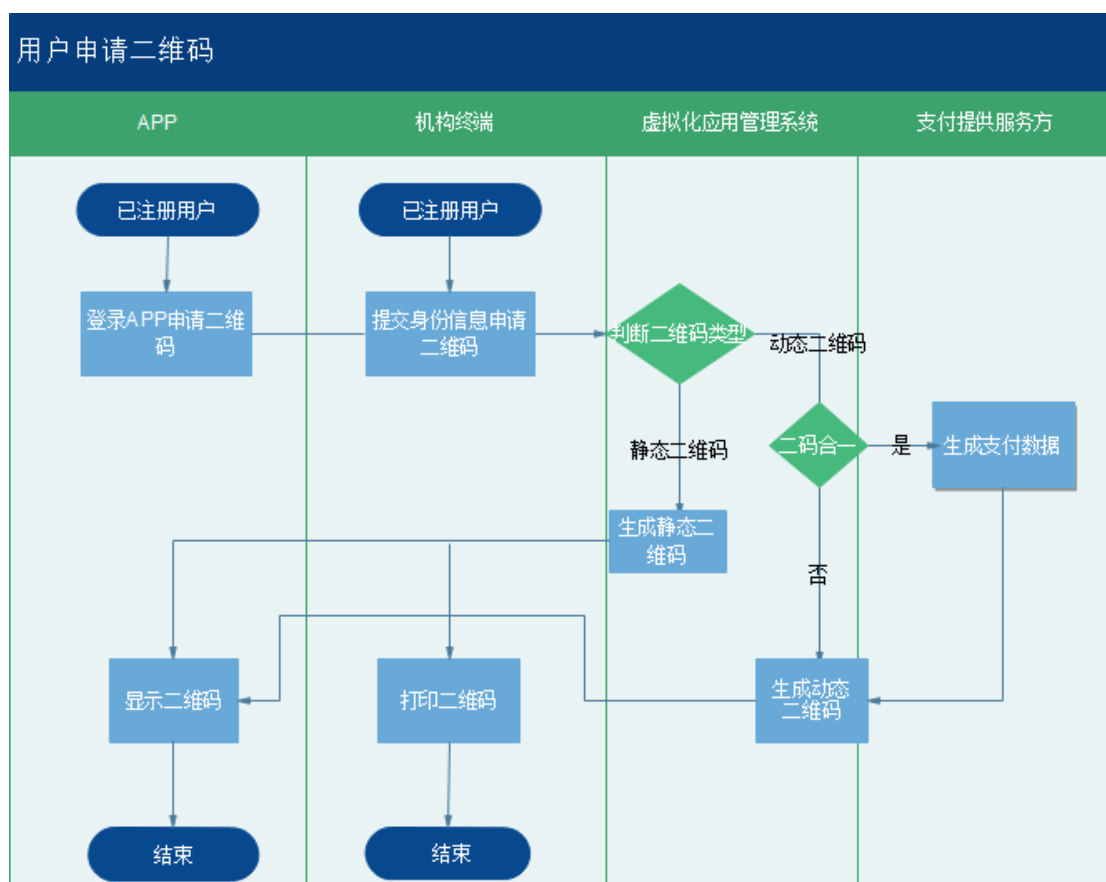 用户申请二维码
APP
机构终端
虚拟化应用管理系统
支付提供服务方
已注册用户
已注册用户
登录APP申请二维
码
提交身份信息申请
二维码
判断二维码类型
动态二维码
静态二维码
二码合一
是
生成支付数据
生成静态二
维码
否
显示二维码
打印二维码
生成动态
二维码
结束
结束